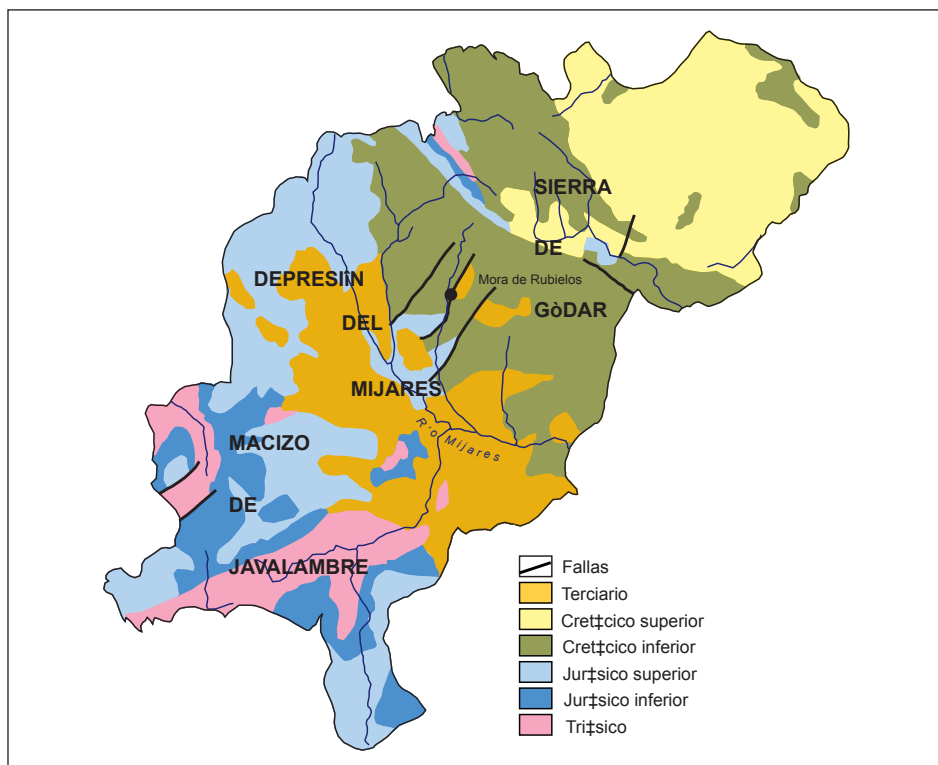 SIERRA
DE
GòDAR
Mora de Rubielos
DEPRESIîN
DEL
MIJARES
R’o Mijares
MACIZO
DE
JAVALAMBRE
Fallas
Terciario
Cret‡cico superior
Cret‡cico inferior
Jur‡sico superior
Jur‡sico inferior
Tri‡sico